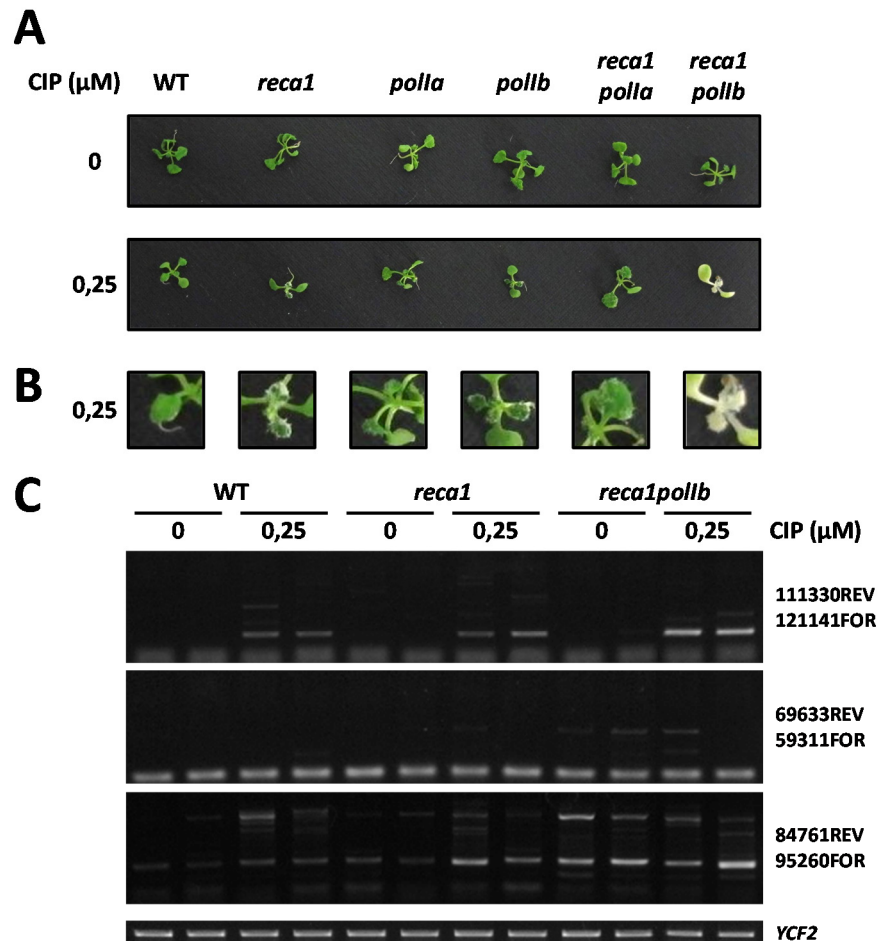 A
CIP (µM) WT reca1 polIa polIb reca1 polIa reca1 polIb
0
0,25
B
0,25
C
WT reca1 reca1polIb
0 0,25 0 0,25 0 0,25 CIP (µM)
111330REV
121141FOR
69633REV
59311FOR
84761REV
95260FOR
YCF2